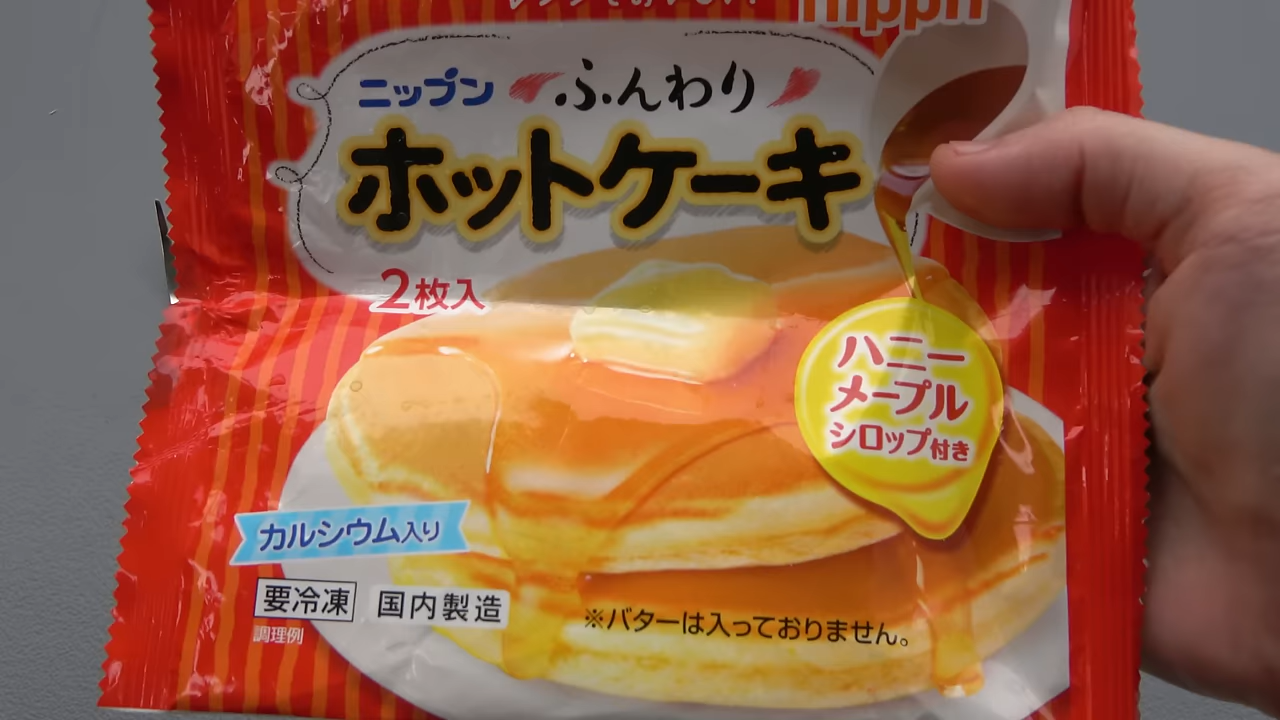 nippn
ニップン ふんわり
ホットケーキ
2枚入
ハニー
メープル
シロップ付き
カルシウム入り
要冷凍 国内製造
調理例
※バターは入っておりません。